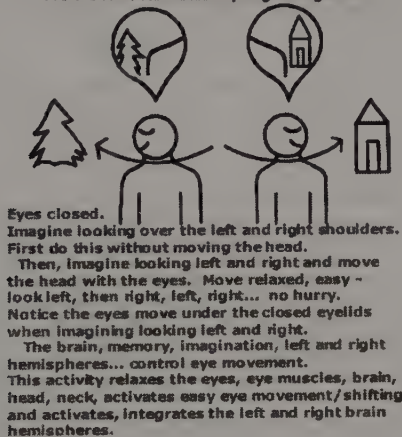 Eyes closed.
Imagine looking over the left and right shoulders.
First do this without moving the head.
Then, imagine looking left and right and move
the head with the eyes. Move relaxed, easy -
look left, then right, left, right... no hurry.
Notice the eyes move under the closed eyelids
when imagining looking left and right.
The brain, memory, imagination, left and right
hemispheres... control eye movement.
This activity relaxes the eyes, eye muscles, brain,
head, neck, activates easy eye movement/shifting
and activates, integrates the left and right brain
hemispheres.